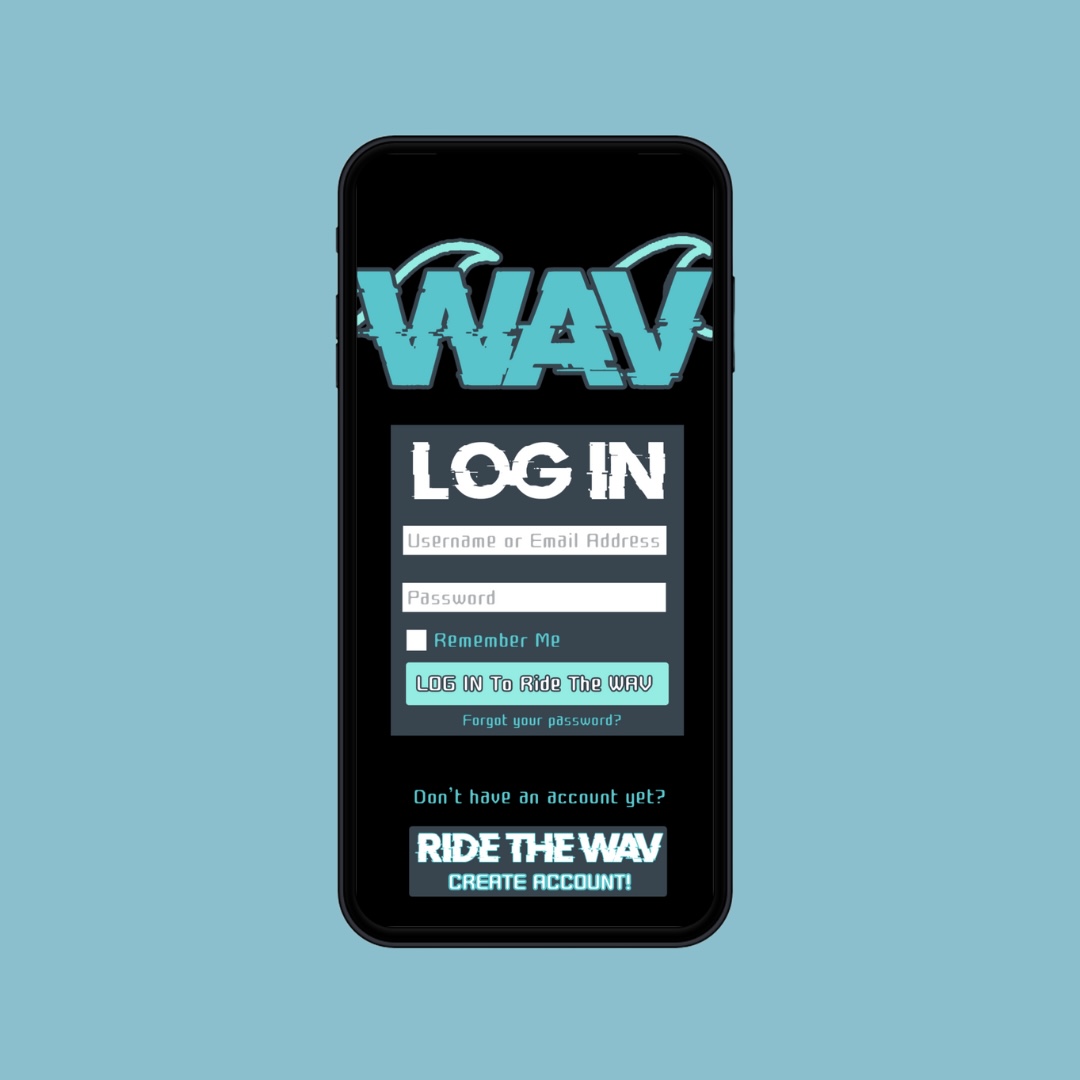 WAV
LOG IN
Username or Email Address
Password
Remember Me
LOG IN To Ride The WAV
Forgot your password?
Don't have an account yet?
RIDE THE WAV
CREATE ACCOUNT!